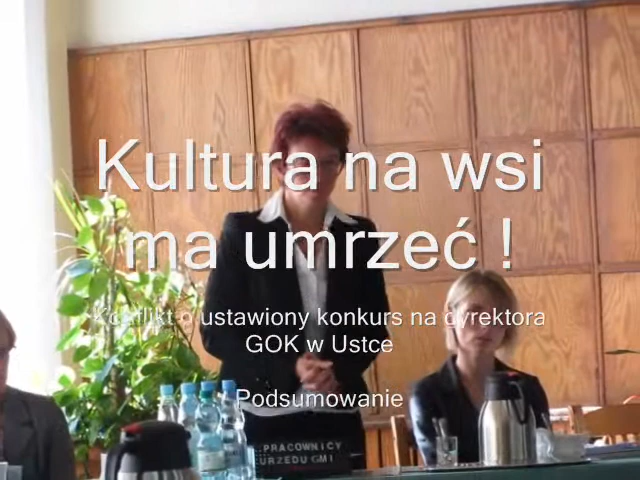 Kultura na wsi
ma umrzeć !
Konflikt o ustawiony konkurs na dyrektora
GOK w Ustce
Podsumowanie
PRACOWNICY
URZĘDU GMI